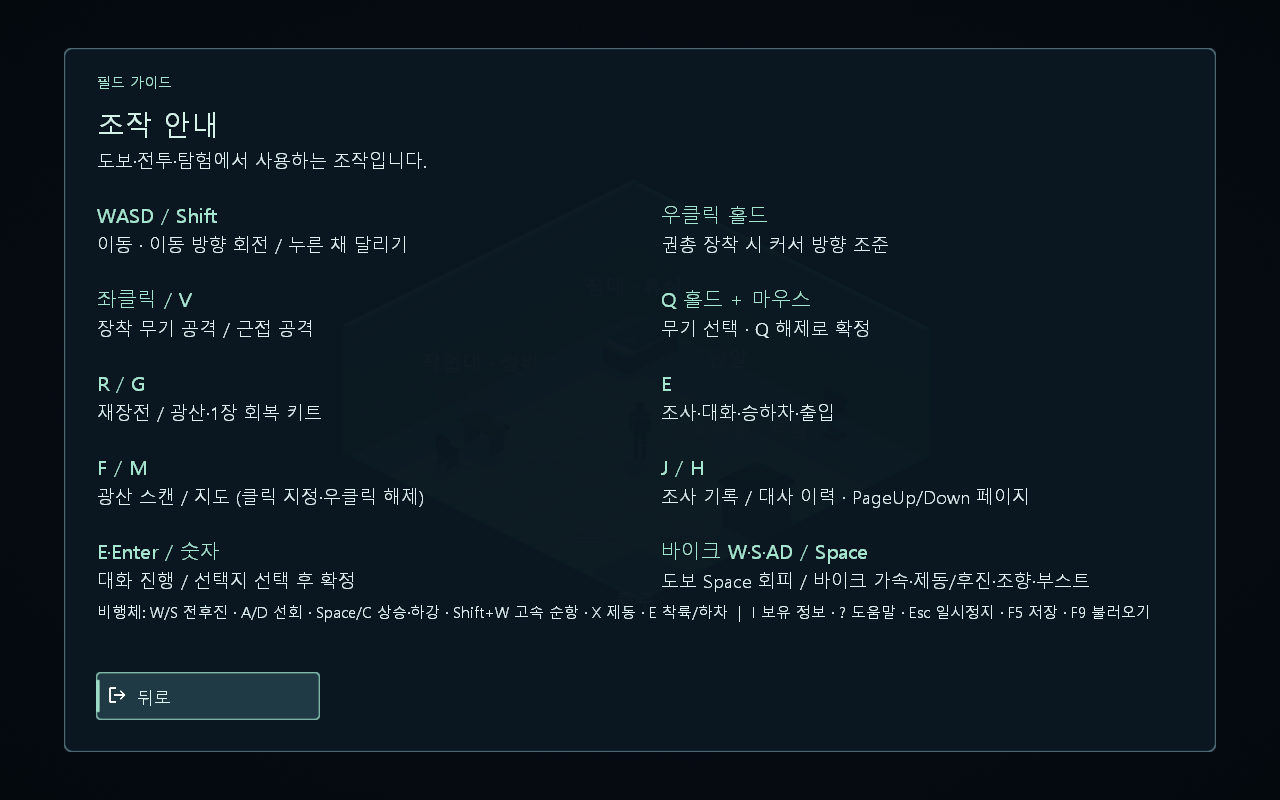 필드 가이드
조작 안내
도보·전투·탐험에서 사용하는 조작입니다.
WASD / Shift
이동 · 이동 방향 회전 / 누른 채 달리기
우클릭 홀드
권총 장착 시 커서 방향 조준
좌클릭 / V
장착 무기 공격 / 근접 공격
Q 홀드 + 마우스
무기 선택 · Q 해제로 확정
R / G
재장전 / 광산·1장 회복 키트
E
조사·대화·승하차·출입
F / M
광산 스캔 / 지도 (클릭 지정·우클릭 해제)
J / H
조사 기록 / 대사 이력 · PageUp/Down 페이지
E·Enter / 숫자
대화 진행 / 선택지 선택 후 확정
바이크 W·S·AD / Space
도보 Space 회피 / 바이크 가속·제동/후진·조향·부스트
비행체: W/S 전후진 · A/D 선회 · Space/C 상승·하강 · Shift+W 고속 순항 · X 제동 · E 착륙/하차 | I 보유 정보 · ? 도움말 · Esc 일시정지 · F5 저장 · F9 불러오기
뒤로